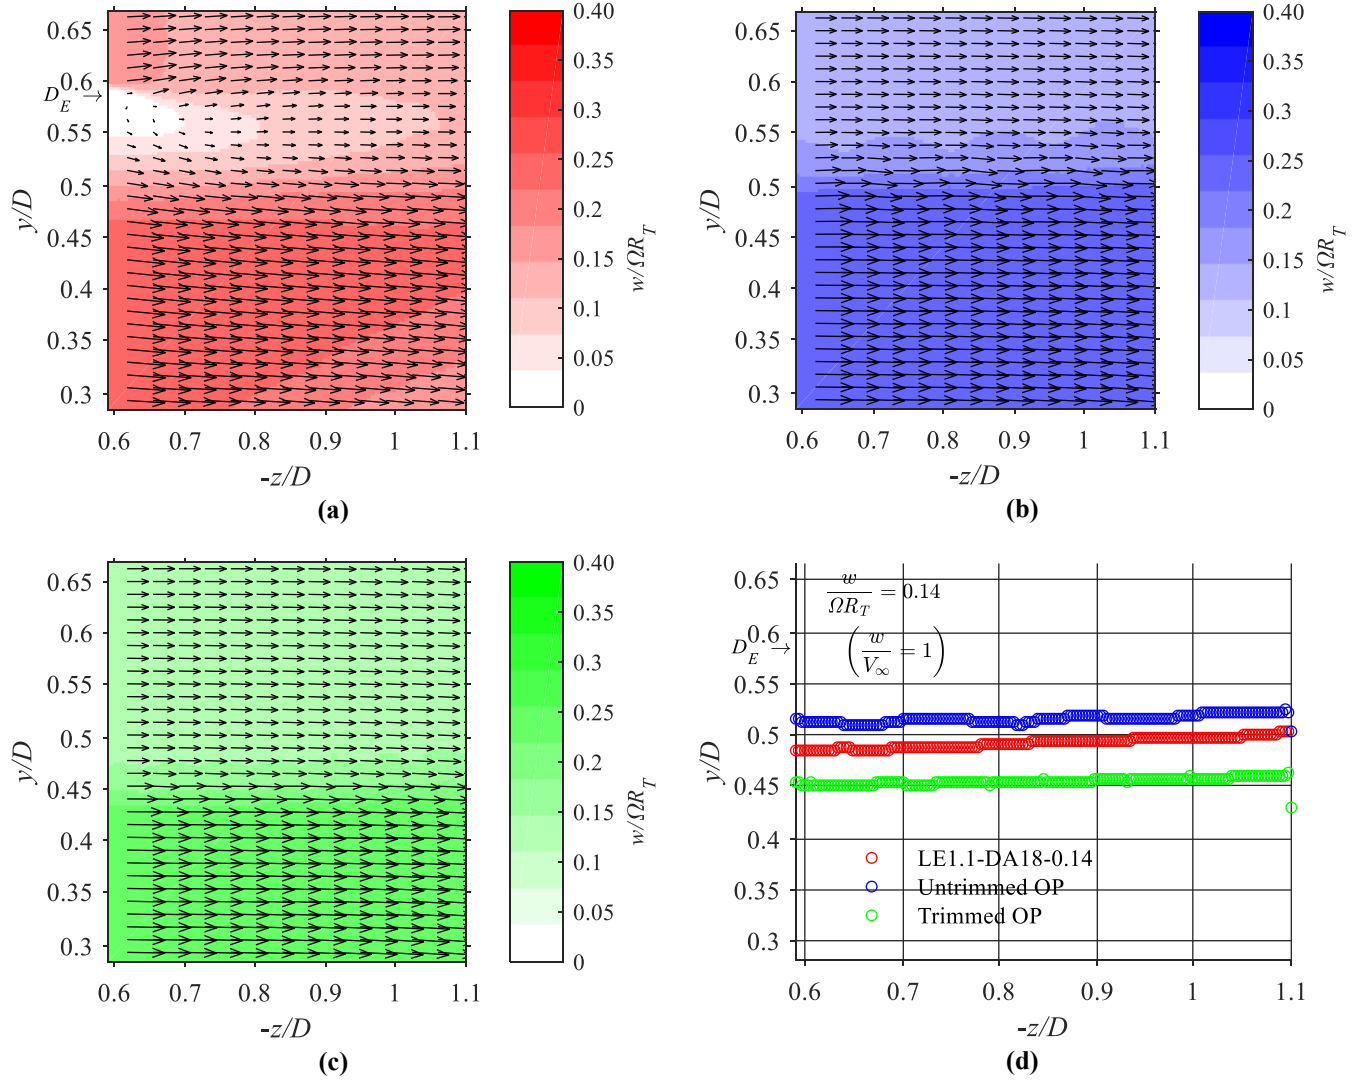 0.65
0.6
D_E →
0.55
0.5
0.45
0.4
0.35
0.3
y/D
0.6 0.7 0.8 0.9 1 1.1
-z/D
0.40
0.35
0.3
0.25
0.2
0.15
0.1
0.05
0
w/ΩR_T
(a)
0.65
0.6
0.55
0.5
0.45
0.4
0.35
0.3
y/D
0.6 0.7 0.8 0.9 1 1.1
-z/D
0.40
0.35
0.3
0.25
0.2
0.15
0.1
0.05
0
w/ΩR_T
(b)
0.65
0.6
0.55
0.5
0.45
0.4
0.35
0.3
y/D
0.6 0.7 0.8 0.9 1 1.1
-z/D
0.40
0.35
0.3
0.25
0.2
0.15
0.1
0.05
0
w/ΩR_T
(c)
0.65
0.6
D_E →
0.55
0.5
0.45
0.4
0.35
0.3
y/D
w/ΩR_T = 0.14
(w/V_∞ = 1)
LE1.1-DA18-0.14
Untrimmed OP
Trimmed OP
0.6 0.7 0.8 0.9 1 1.1
-z/D
(d)